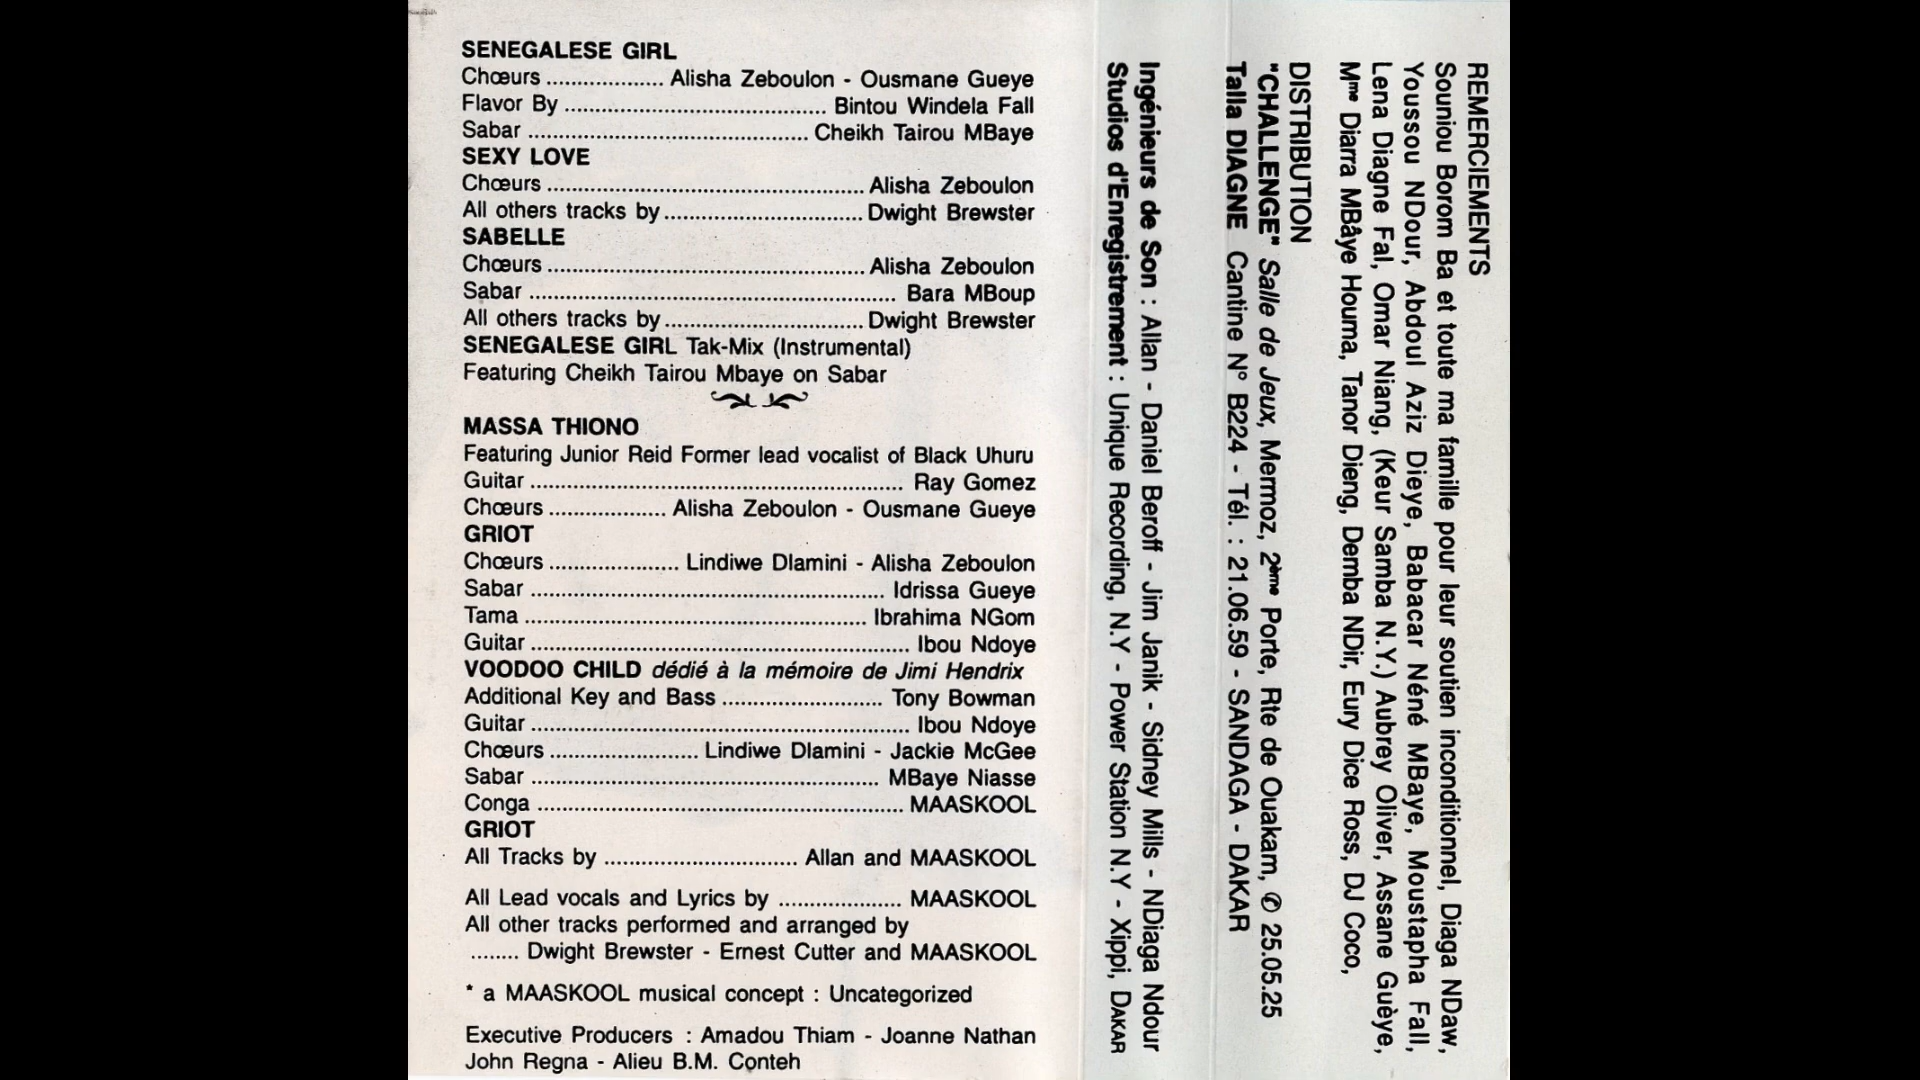 SENEGALESE GIRL
Chœurs .................. Alisha Zeboulon - Ousmane Gueye
Flavor By ........................................ Bintou Windela Fall
Sabar ........................................... Cheikh Tairou MBaye
SEXY LOVE
Chœurs ................................................ Alisha Zeboulon
All others tracks by .............................. Dwight Brewster
SABELLE
Chœurs ................................................ Alisha Zeboulon
Sabar ........................................................ Bara MBoup
All others tracks by .............................. Dwight Brewster
SENEGALESE GIRL Tak-Mix (Instrumental)
Featuring Cheikh Tairou Mbaye on Sabar
MASSA THIONO
Featuring Junior Reid Former lead vocalist of Black Uhuru
Guitar ......................................................... Ray Gomez
Chœurs .................. Alisha Zeboulon - Ousmane Gueye
GRIOT
Chœurs .................... Lindiwe Dlamini - Alisha Zeboulon
Sabar ...................................................... Idrissa Gueye
Tama .................................................... Ibrahima NGom
Guitar .......................................................... Ibou Ndoye
VOODOO CHILD dédié à la mémoire de Jimi Hendrix
Additional Key and Bass ......................... Tony Bowman
Guitar .......................................................... Ibou Ndoye
Chœurs ....................... Lindiwe Dlamini - Jackie McGee
Sabar ..................................................... MBaye Niasse
Conga ........................................................ MAASKOOL
GRIOT
All Tracks by ............................. Allan and MAASKOOL
All Lead vocals and Lyrics by ................... MAASKOOL
All other tracks performed and arranged by
........ Dwight Brewster - Ernest Cutter and MAASKOOL
* a MAASKOOL musical concept : Uncategorized
Executive Producers : Amadou Thiam - Joanne Nathan
John Regna - Alieu B.M. Conteh
Ingénieurs de Son : Allan - Daniel Beroff - Jim Janik - Sidney Mills - NDiaga Ndour
Studios d'Enregistrement : Unique Recording, N.Y - Power Station N.Y - Xippi, DAKAR
REMERCIEMENTS
Souniou Borom Ba et toute ma famille pour leur soutien inconditionnel, Diaga NDaw,
Youssou NDour, Abdoul Aziz Dieye, Babacar Néné MBaye, Moustapha Fall,
Lena Diagne Fal, Omar Niang, (Keur Samba N.Y.) Aubrey Oliver, Assane Guèye,
Mme Diarra MBâye Houma, Tanor Dieng, Demba NDir, Eury Dice Ross, DJ Coco,
DISTRIBUTION
"CHALLENGE" Salle de Jeux, Mermoz, 2ème Porte, Rte de Ouakam, ✆ 25.05.25
Talla DIAGNE Cantine N° B224 - Tél. : 21.06.59 - SANDAGA - DAKAR